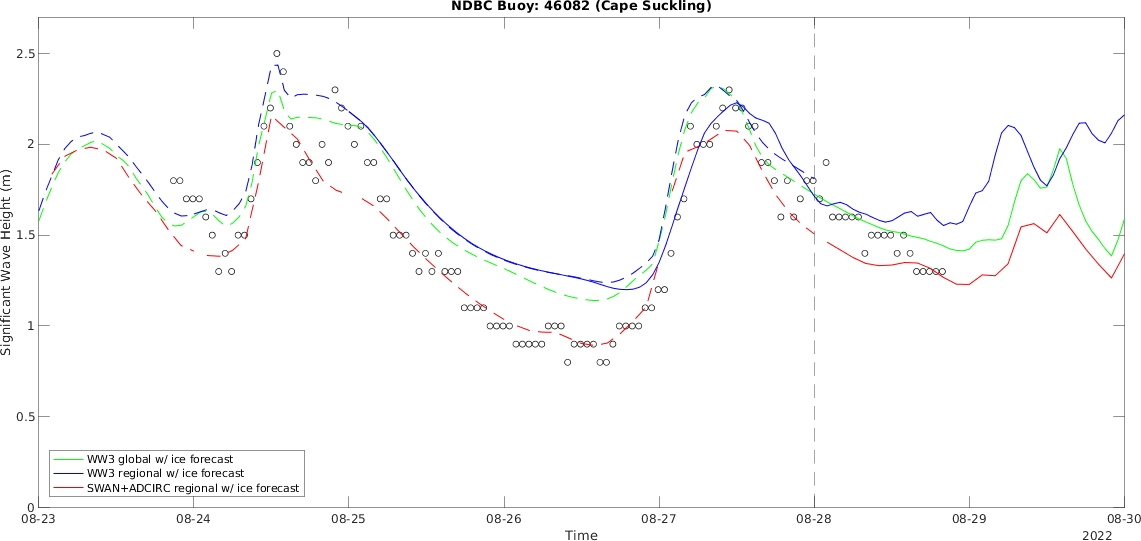 NDBC Buoy: 46082 (Cape Suckling)
Significant Wave Height (m)
2.5
2
1.5
1
0.5
0
WW3 global w/ ice forecast
WW3 regional w/ ice forecast
SWAN+ADCIRC regional w/ ice forecast
08-23
08-24
08-25
08-26
08-27
08-28
08-29
08-30
Time
2022